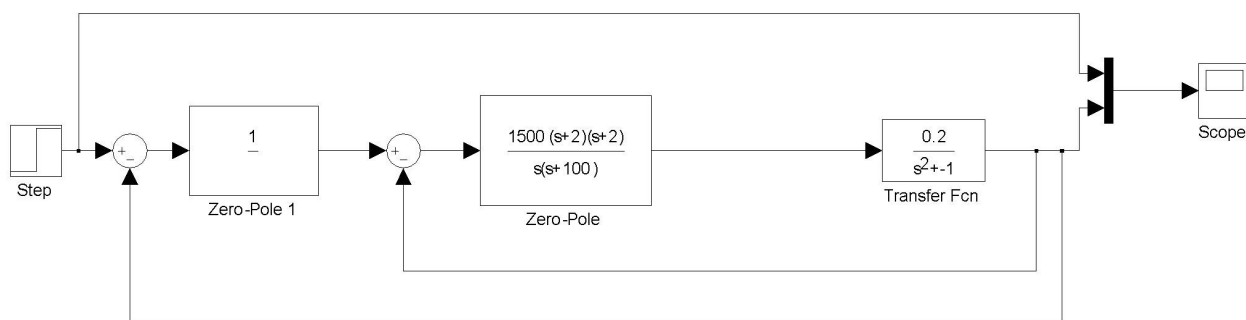 Step
+
-
1
Zero-Pole 1
+
-
1500 (s+2)(s+2)
s(s+100)
Zero-Pole
0.2
s2+-1
Transfer Fcn
Scope